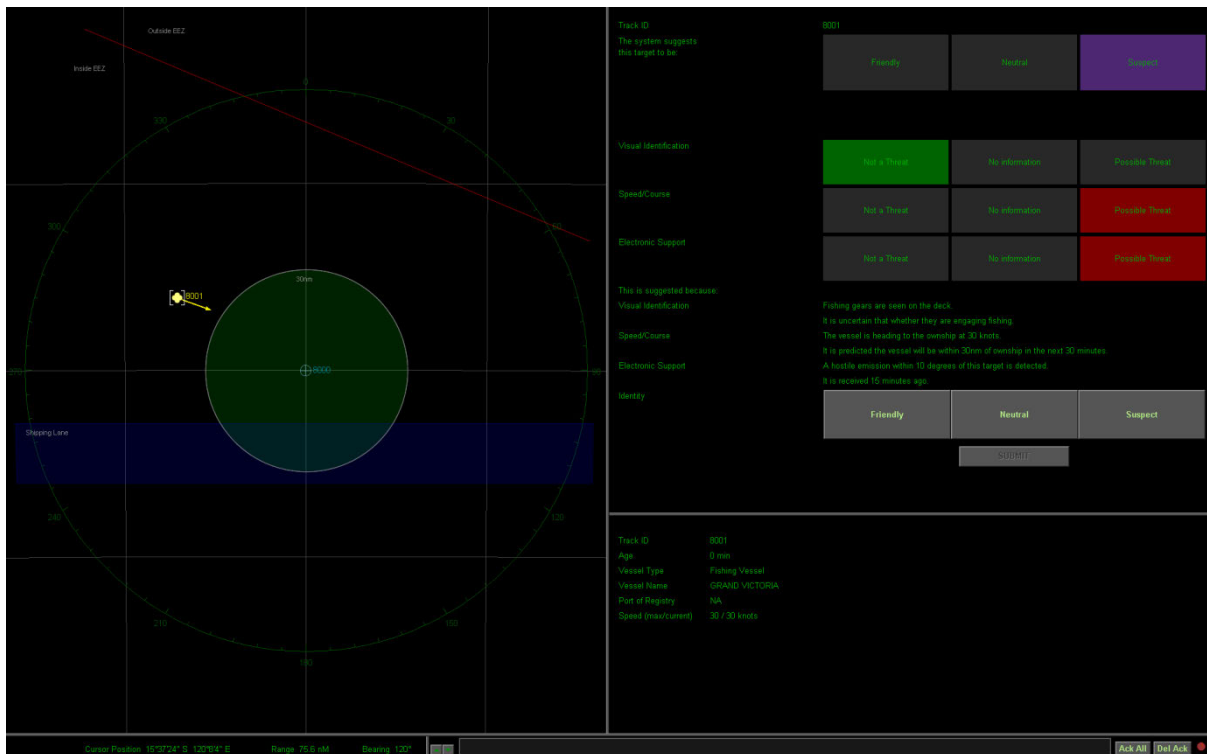 Outside EEZ
Inside EEZ
0
330
30
300
60
30nm
8001
270
8000
90
Shipping Lane
240
120
210
150
180
Track ID 8001
The system suggests
this target to be:
Friendly Neutral Suspect
Visual Identification Not a Threat No information Possible Threat
Speed/Course Not a Threat No information Possible Threat
Electronic Support Not a Threat No information Possible Threat
This is suggested because:
Visual Identification Fishing gears are seen on the deck.
It is uncertain that whether they are engaging fishing.
Speed/Course The vessel is heading to the ownship at 30 knots.
It is predicted the vessel will be within 30nm of ownship in the next 30 minutes.
Electronic Support A hostile emission within 10 degrees of this target is detected.
It is received 15 minutes ago.
Identity Friendly Neutral Suspect
SUBMIT
Track ID 8001
Age 0 min
Vessel Type Fishing Vessel
Vessel Name GRAND VICTORIA
Port of Registry NA
Speed (max/current) 30 / 30 knots
Cursor Position 15°37'24" S 120°8'4" E Range 75.6 nM Bearing 120° Ack All Del Ack